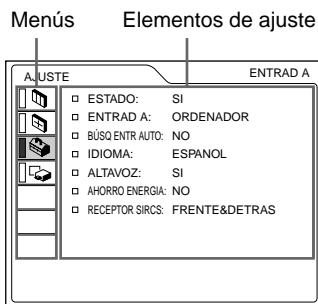 Menús
Elementos de ajuste
AJUSTE
ENTRAD A
ESTADO: SI
ENTRAD A: ORDENADOR
BÚSQ ENTR AUTO: NO
IDIOMA: ESPANOL
ALTAVOZ: SI
AHORRO ENERGIA: NO
RECEPTOR SIRCS: FRENTE&DETRAS